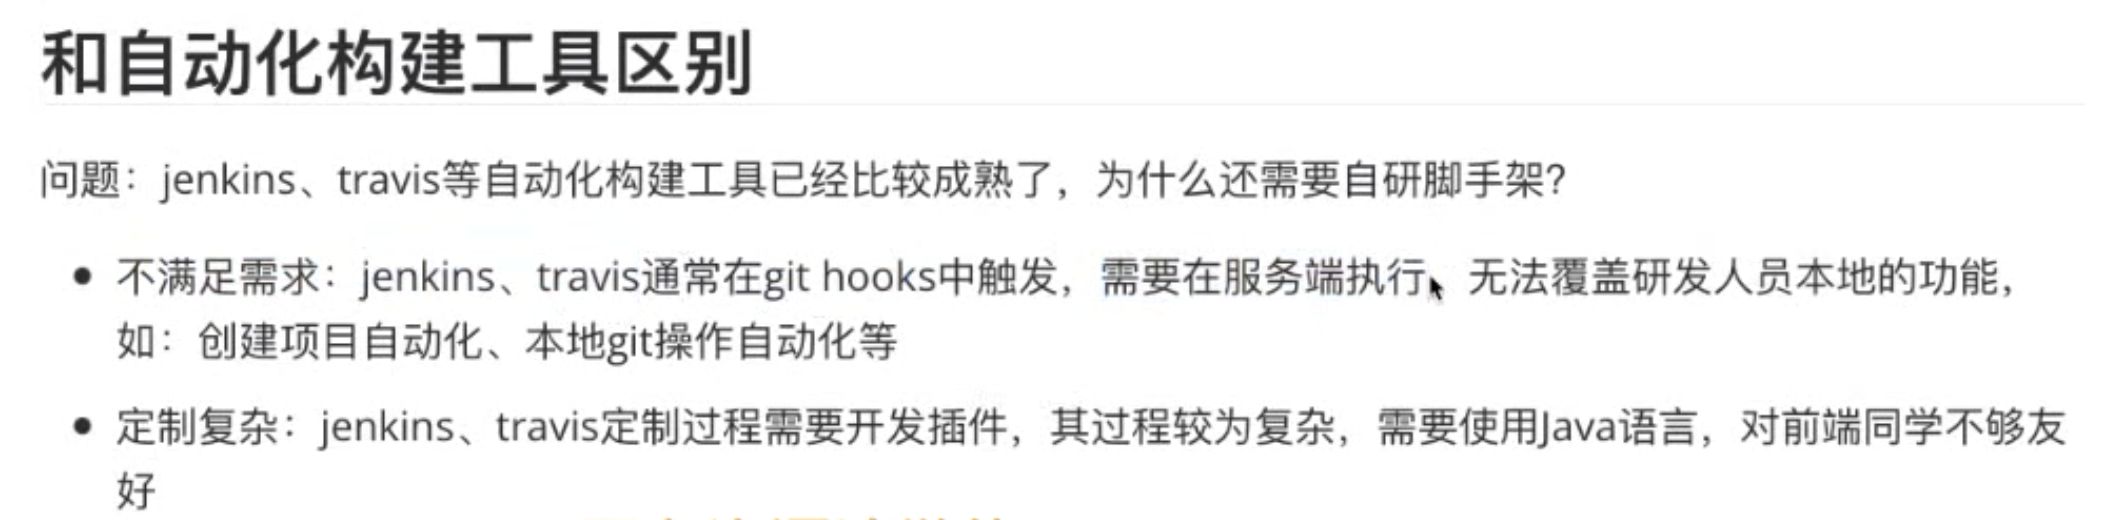 和自动化构建工具区别
问题：jenkins、travis等自动化构建工具已经比较成熟了，为什么还需要自研脚手架？
不满足需求：jenkins、travis通常在git hooks中触发，需要在服务端执行、无法覆盖研发人员本地的功能，
如：创建项目自动化、本地git操作自动化等
定制复杂：jenkins、travis定制过程需要开发插件，其过程较为复杂，需要使用Java语言，对前端同学不够友
好